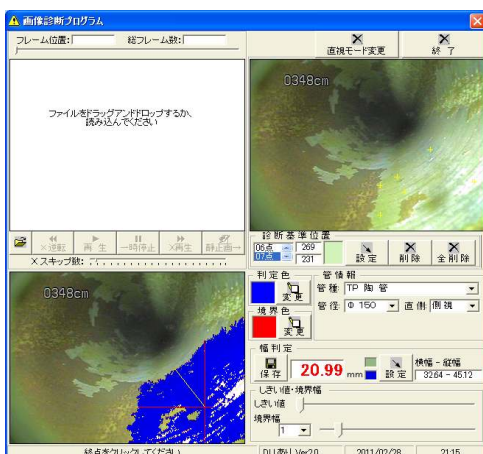 画像診断プログラム
フレーム位置: 総フレーム数:
直視モード変更
終 了
ファイルをドラッグアンドドロップするか、
読み込んでください
0348cm
×逆転 再 生 一時停止 ×再生 静止画→
×スキップ数:
診断基準位置
06点 269
07点 231
設 定 削 除 全削除
0348cm
判定色
変更
境界色
変更
管情報
管種: TP 陶 管
管径: Φ 150 直側: 側 視
幅判定
保 存 20.99 mm 設 定
横幅 - 縦幅
3264 - 45.12
しきい値・境界幅
しきい値
境界幅
1
終点をクリックしてください
2011/02/28
21:15